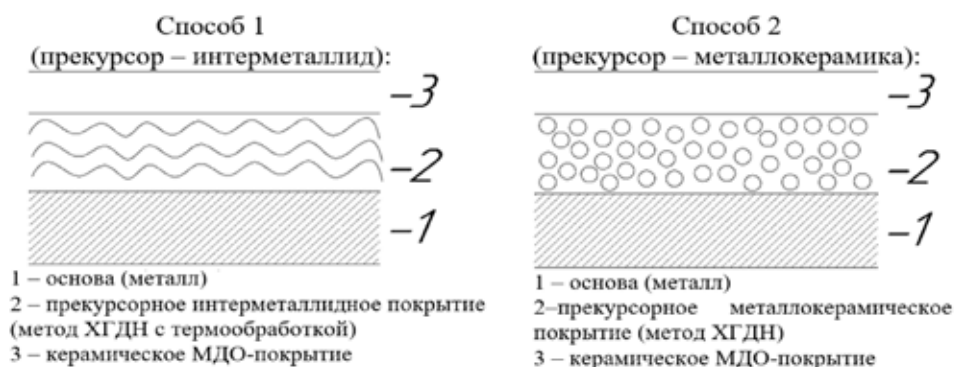 Способ 1
(прекурсор – интерметаллид):
–3
–2
–1
1 – основа (металл)
2 – прекурсорное интерметаллидное покрытие
(метод ХГДН с термообработкой)
3 – керамическое МДО-покрытие
Способ 2
(прекурсор – металлокерамика):
–3
–2
–1
1 – основа (металл)
2–прекурсорное металлокерамическое
покрытие (метод ХГДН)
3 – керамическое МДО-покрытие